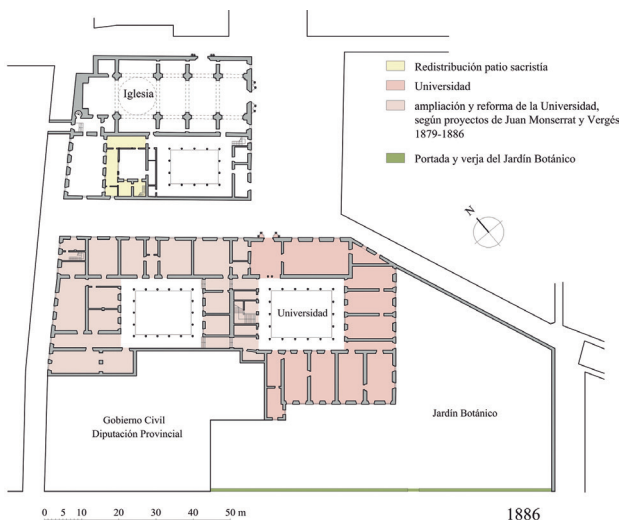 Iglesia
Redistribución patio sacristía
Universidad
ampliación y reforma de la Universidad,
según proyectos de Juan Monserrat y Vergés
1879-1886
Portada y verja del Jardín Botánico
N
Universidad
Gobierno Civil
Diputación Provincial
Jardín Botánico
0 5 10 20 30 40 50 m
1886